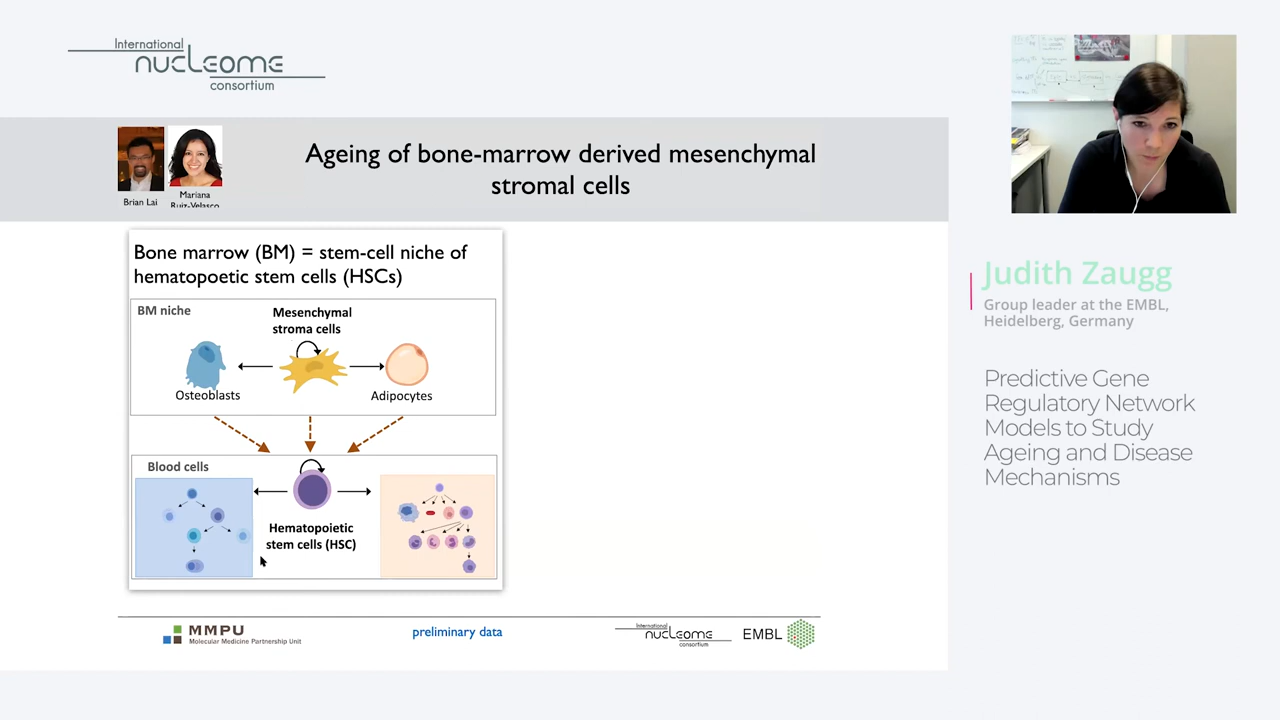 International
nucleome
consortium
Ageing of bone-marrow derived mesenchymal
stromal cells
Brian Lai
Mariana
Ruiz-Velasco
Bone marrow (BM) = stem-cell niche of
hematopoetic stem cells (HSCs)
BM niche
Mesenchymal
stroma cells
Osteoblasts
Adipocytes
Blood cells
Hematopoietic
stem cells (HSC)
MMPU
Molecular Medicine Partnership Unit
preliminary data
International
nucleome
consortium
EMBL
Judith Zaugg
Group leader at the EMBL,
Heidelberg, Germany
Predictive Gene
Regulatory Network
Models to Study
Ageing and Disease
Mechanisms